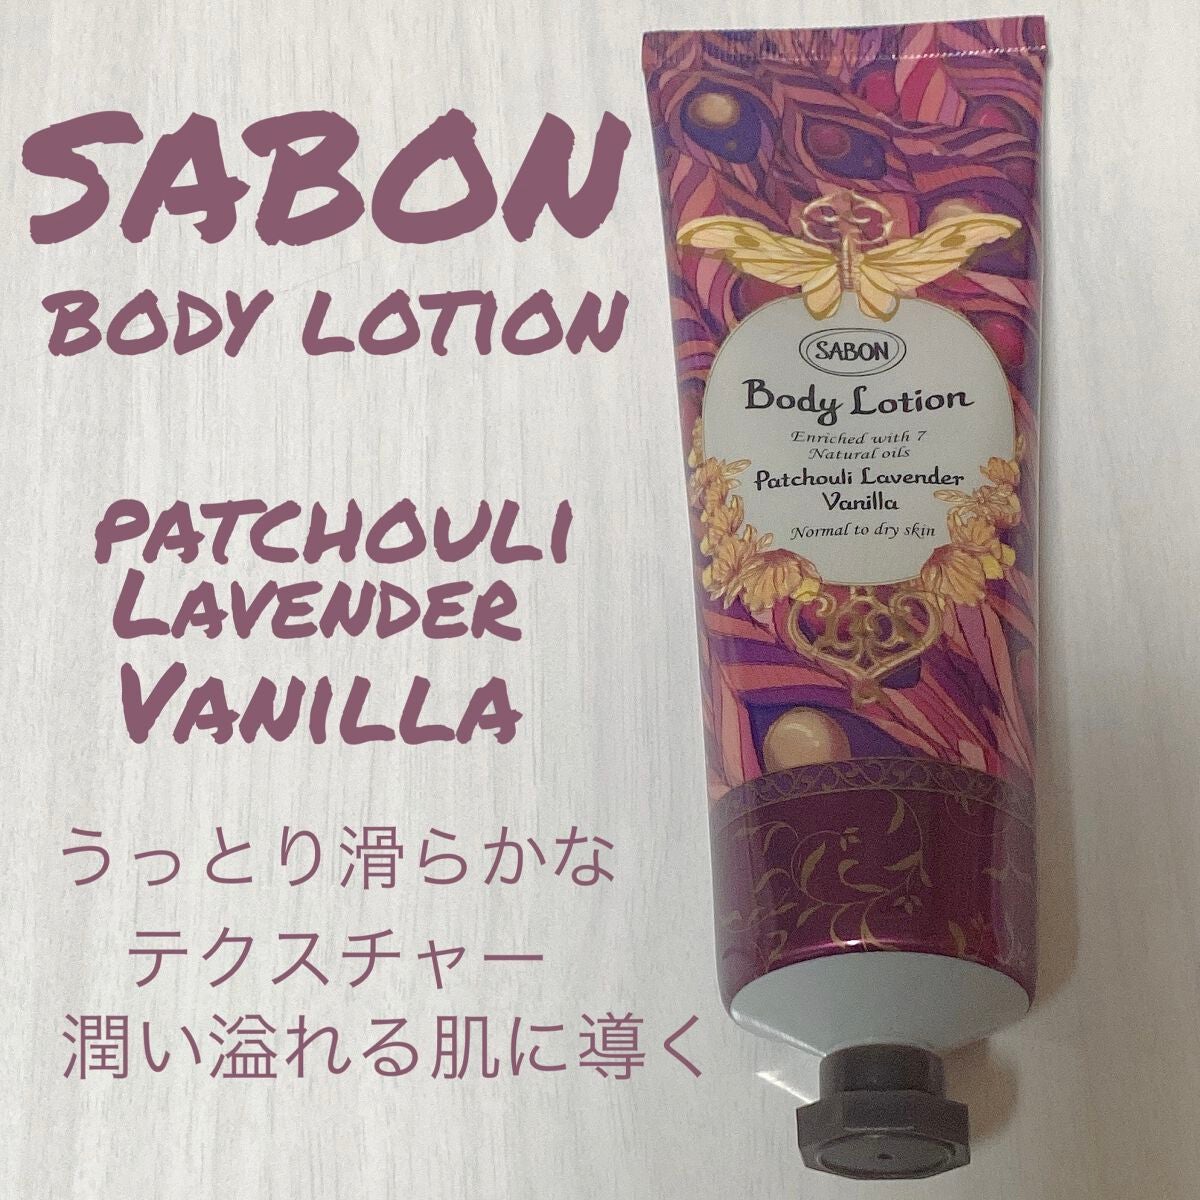 SABON
BODY LOTION
PATCHOULI
LAVENDER
VANILLA
うっとり滑らかな
テクスチャー
潤い溢れる肌に導く
SABON
Body Lotion
Enriched with 7
Natural oils
Patchouli Lavender
Vanilla
Normal to dry skin